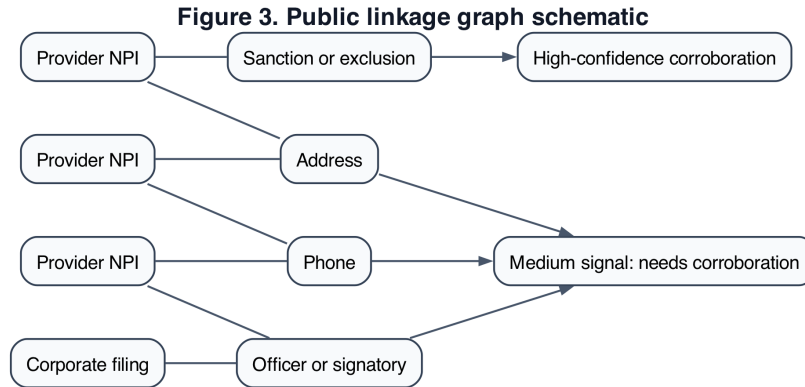 Figure 3. Public linkage graph schematic
Provider NPI
Sanction or exclusion
High-confidence corroboration
Provider NPI
Address
Provider NPI
Phone
Medium signal: needs corroboration
Corporate filing
Officer or signatory